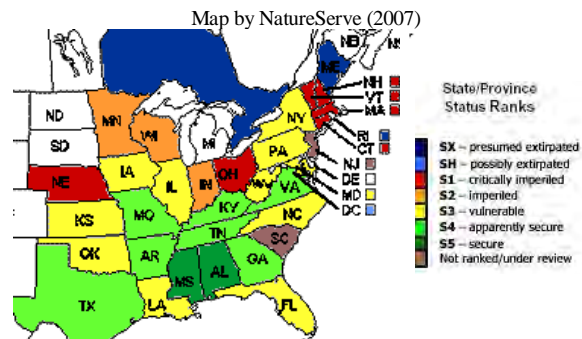 Map by NatureServe (2007)
NB
ME
NH
VT
MA
ND
MN
WI
NY
SD
MI
RI
CT
PA
NJ
NE
IA
IL
IN
OH
WV
VA
DE
MD
DC
KS
MO
KY
NC
TN
OK
AR
SC
MS
AL
GA
TX
LA
FL
State/Province
Status Ranks
SX – presumed extirpated
SH – possibly extirpated
S1 – critically imperiled
S2 – imperiled
S3 – vulnerable
S4 – apparently secure
S5 – secure
Not ranked/under review